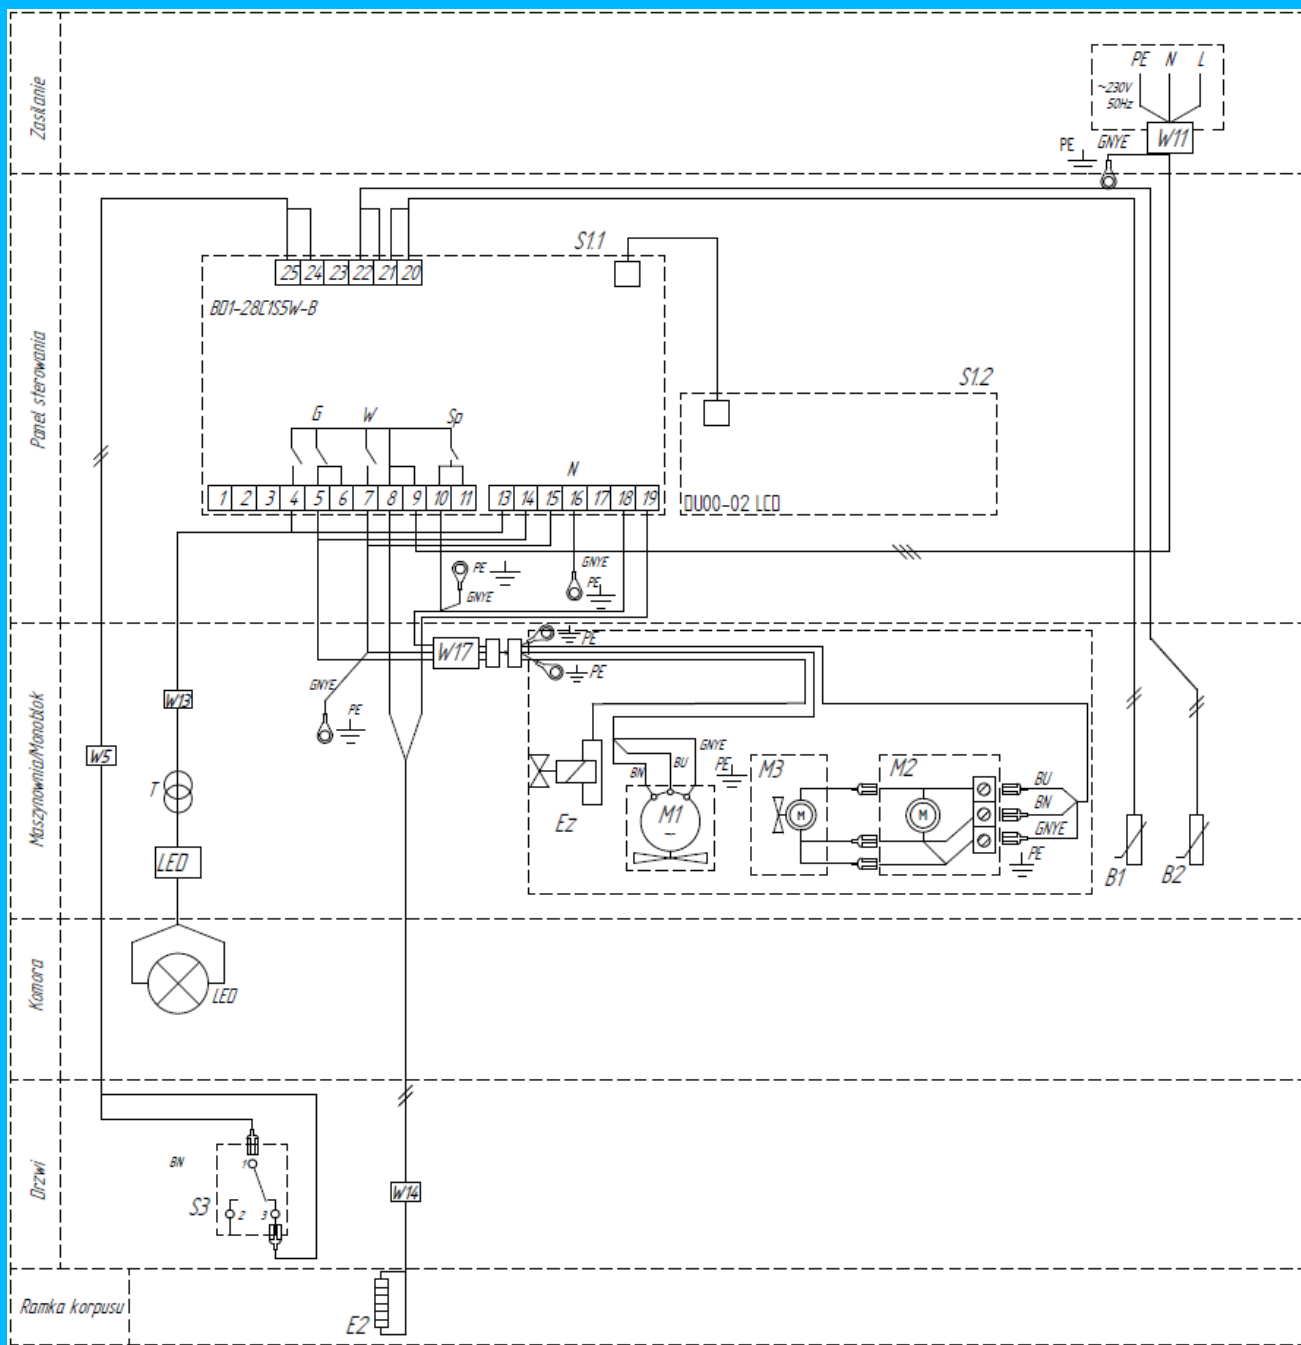 Zasilanie
PE N L
~230V
50Hz
W11
PE
GNYE
Panel sterowania
S1.1
25 24 23 22 21 20
BD1-28C1S5W-B
S1.2
G W Sp
N
1 2 3 4 5 6 7 8 9 10 11
13 14 15 16 17 18 19
DU00-02 LCD
PE
GNYE
GNYE
PE
Maszynownia/Monoblok
W17
PE
PE
GNYE
PE
W13
W5
T
LED
Ez
BN
BU
GNYE
PE
M1
~
M3
M
M2
M
BU
BN
GNYE
PE
B1
B2
Komora
LED
Drzwi
BN
1
S3
2
3
W14
Ramka korpusu
E2